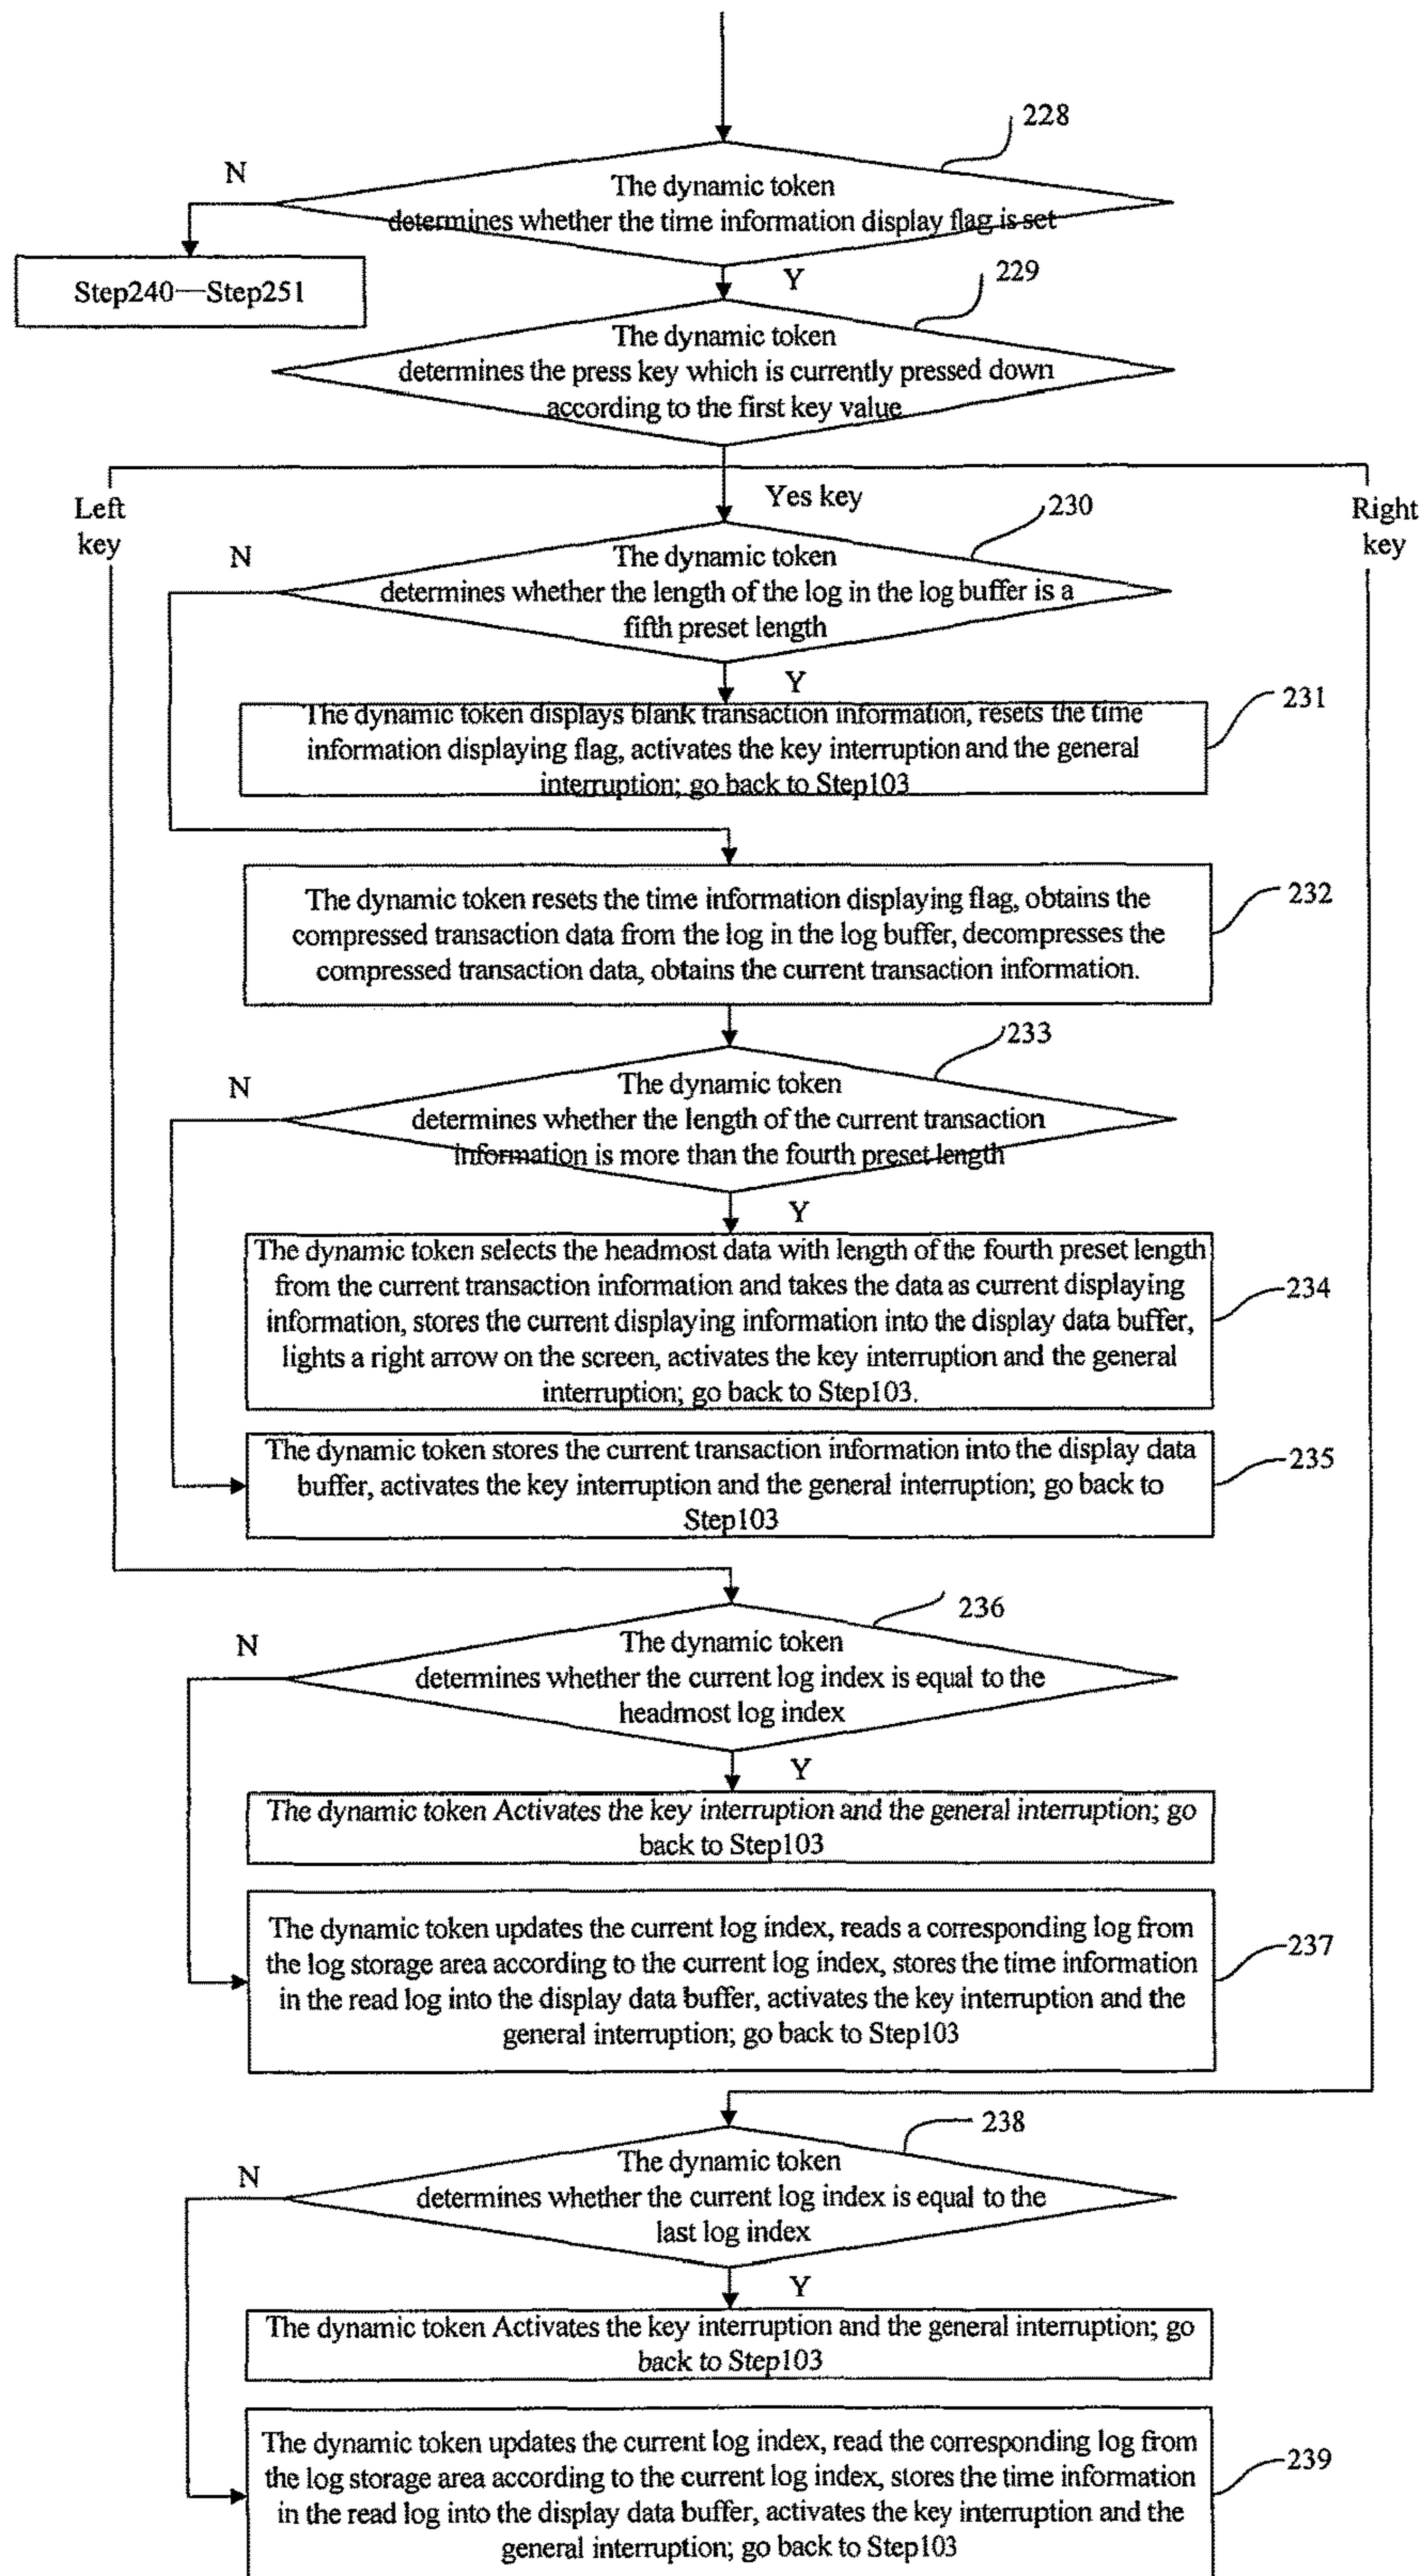 228
N
The dynamic token
determines whether the time information display flag is set
Step240—Step251
Y
229
The dynamic token
determines the press key which is currently pressed down
according to the first key value
Left
key
Yes key
Right
key
230
N
The dynamic token
determines whether the length of the log in the log buffer is a
fifth preset length
Y
231
The dynamic token displays blank transaction information, resets the time
information displaying flag, activates the key interruption and the general
interruption; go back to Step103
The dynamic token resets the time information displaying flag, obtains the
compressed transaction data from the log in the log buffer, decompresses the
compressed transaction data, obtains the current transaction information.
232
233
N
The dynamic token
determines whether the length of the current transaction
information is more than the fourth preset length
Y
The dynamic token selects the headmost data with length of the fourth preset length
from the current transaction information and takes the data as current displaying
information, stores the current displaying information into the display data buffer,
lights a right arrow on the screen, activates the key interruption and the general
interruption; go back to Step103.
234
The dynamic token stores the current transaction information into the display data
buffer, activates the key interruption and the general interruption; go back to
Step103
235
236
N
The dynamic token
determines whether the current log index is equal to the
headmost log index
Y
The dynamic token Activates the key interruption and the general interruption; go
back to Step103
The dynamic token updates the current log index, reads a corresponding log from
the log storage area according to the current log index, stores the time information
in the read log into the display data buffer, activates the key interruption and the
general interruption; go back to Step103
237
238
N
The dynamic token
determines whether the current log index is equal to the
last log index
Y
The dynamic token Activates the key interruption and the general interruption; go
back to Step103
The dynamic token updates the current log index, read the corresponding log from
the log storage area according to the current log index, stores the time information
in the read log into the display data buffer, activates the key interruption and the
general interruption; go back to Step103
239